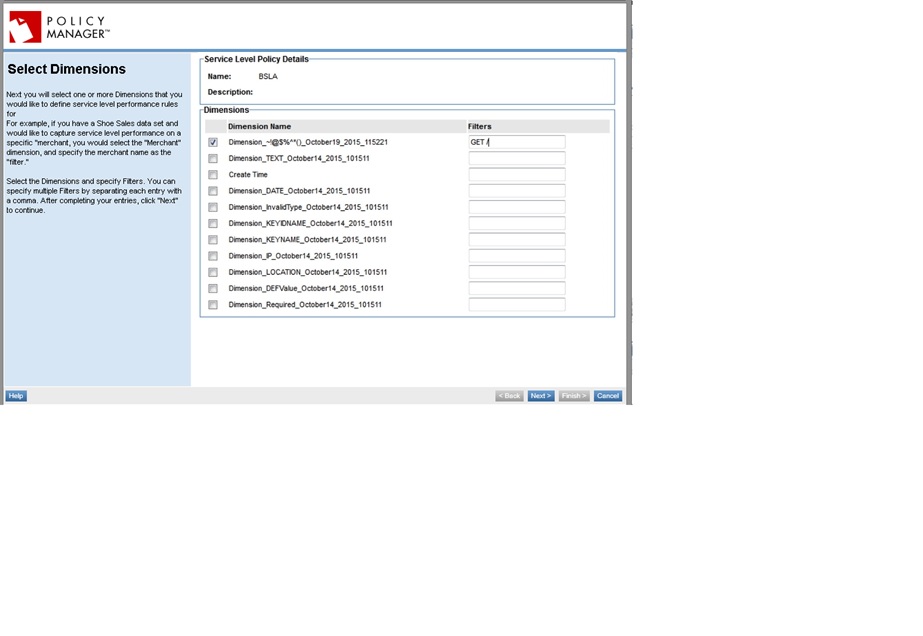 POLICY
MANAGER™
Select Dimensions
Next you will select one or more Dimensions that you
would like to define service level performance rules
for
For example, if you have a Shoe Sales data set and
would like to capture service level performance on a
specific "merchant, you would select the "Merchant"
dimension, and specify the merchant name as the
"filter."
Select the Dimensions and specify Filters. You can
specify multiple Filters by separating each entry with
a comma. After completing your entries, click "Next"
to continue.
Service Level Policy Details
Name: BSLA
Description:
Dimensions
Dimension Name Filters
Dimension_~!@$%^*()_October19_2015_115221 GET /
Dimension_TEXT_October14_2015_101511
Create Time
Dimension_DATE_October14_2015_101511
Dimension_InvalidType_October14_2015_101511
Dimension_KEYIDNAME_October14_2015_101511
Dimension_KEYNAME_October14_2015_101511
Dimension_IP_October14_2015_101511
Dimension_LOCATION_October14_2015_101511
Dimension_DEFValue_October14_2015_101511
Dimension_Required_October14_2015_101511
Help < Back Next > Finish > Cancel